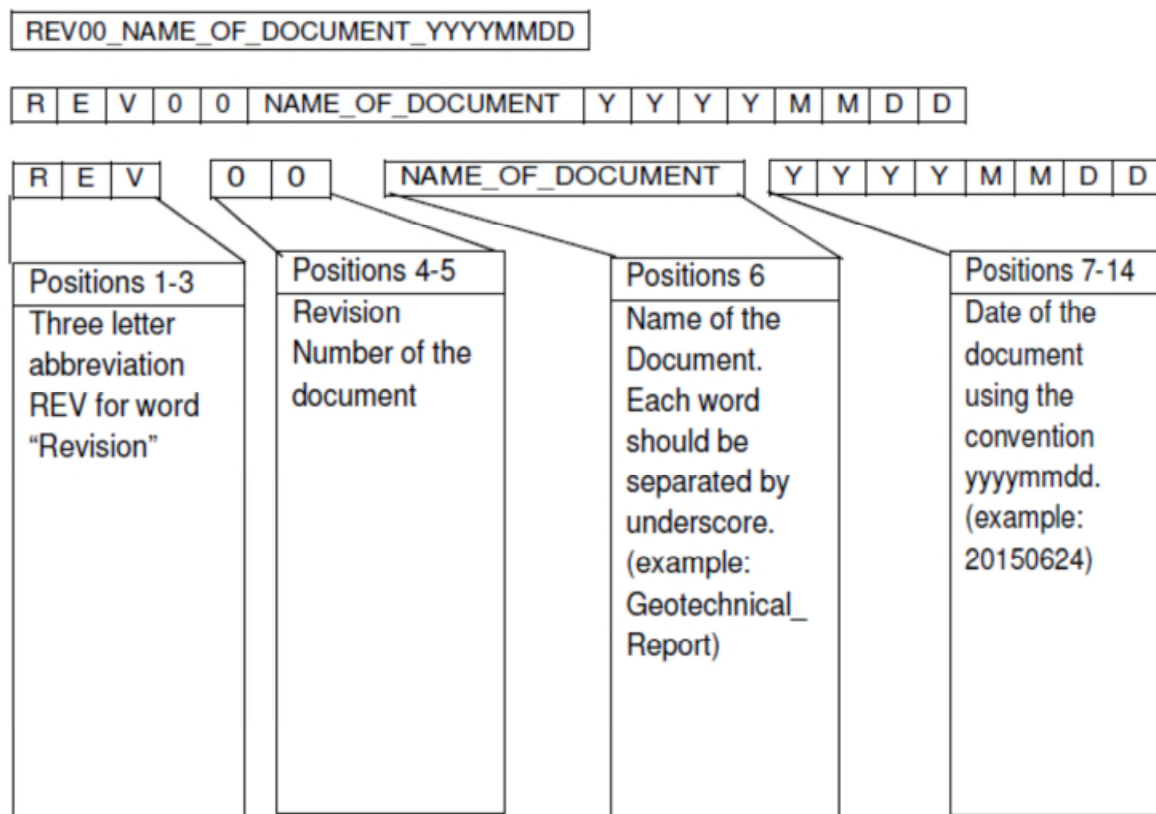 REV00_NAME_OF_DOCUMENT_YYYYMMDD
R E V 0 0 NAME_OF_DOCUMENT Y Y Y Y M M D D
R E V 0 0 NAME_OF_DOCUMENT Y Y Y Y M M D D
Positions 1-3
Three letter
abbreviation
REV for word
“Revision”
Positions 4-5
Revision
Number of the
document
Positions 6
Name of the
Document.
Each word
should be
separated by
underscore.
(example:
Geotechnical_
Report)
Positions 7-14
Date of the
document
using the
convention
yyyymmdd.
(example:
20150624)